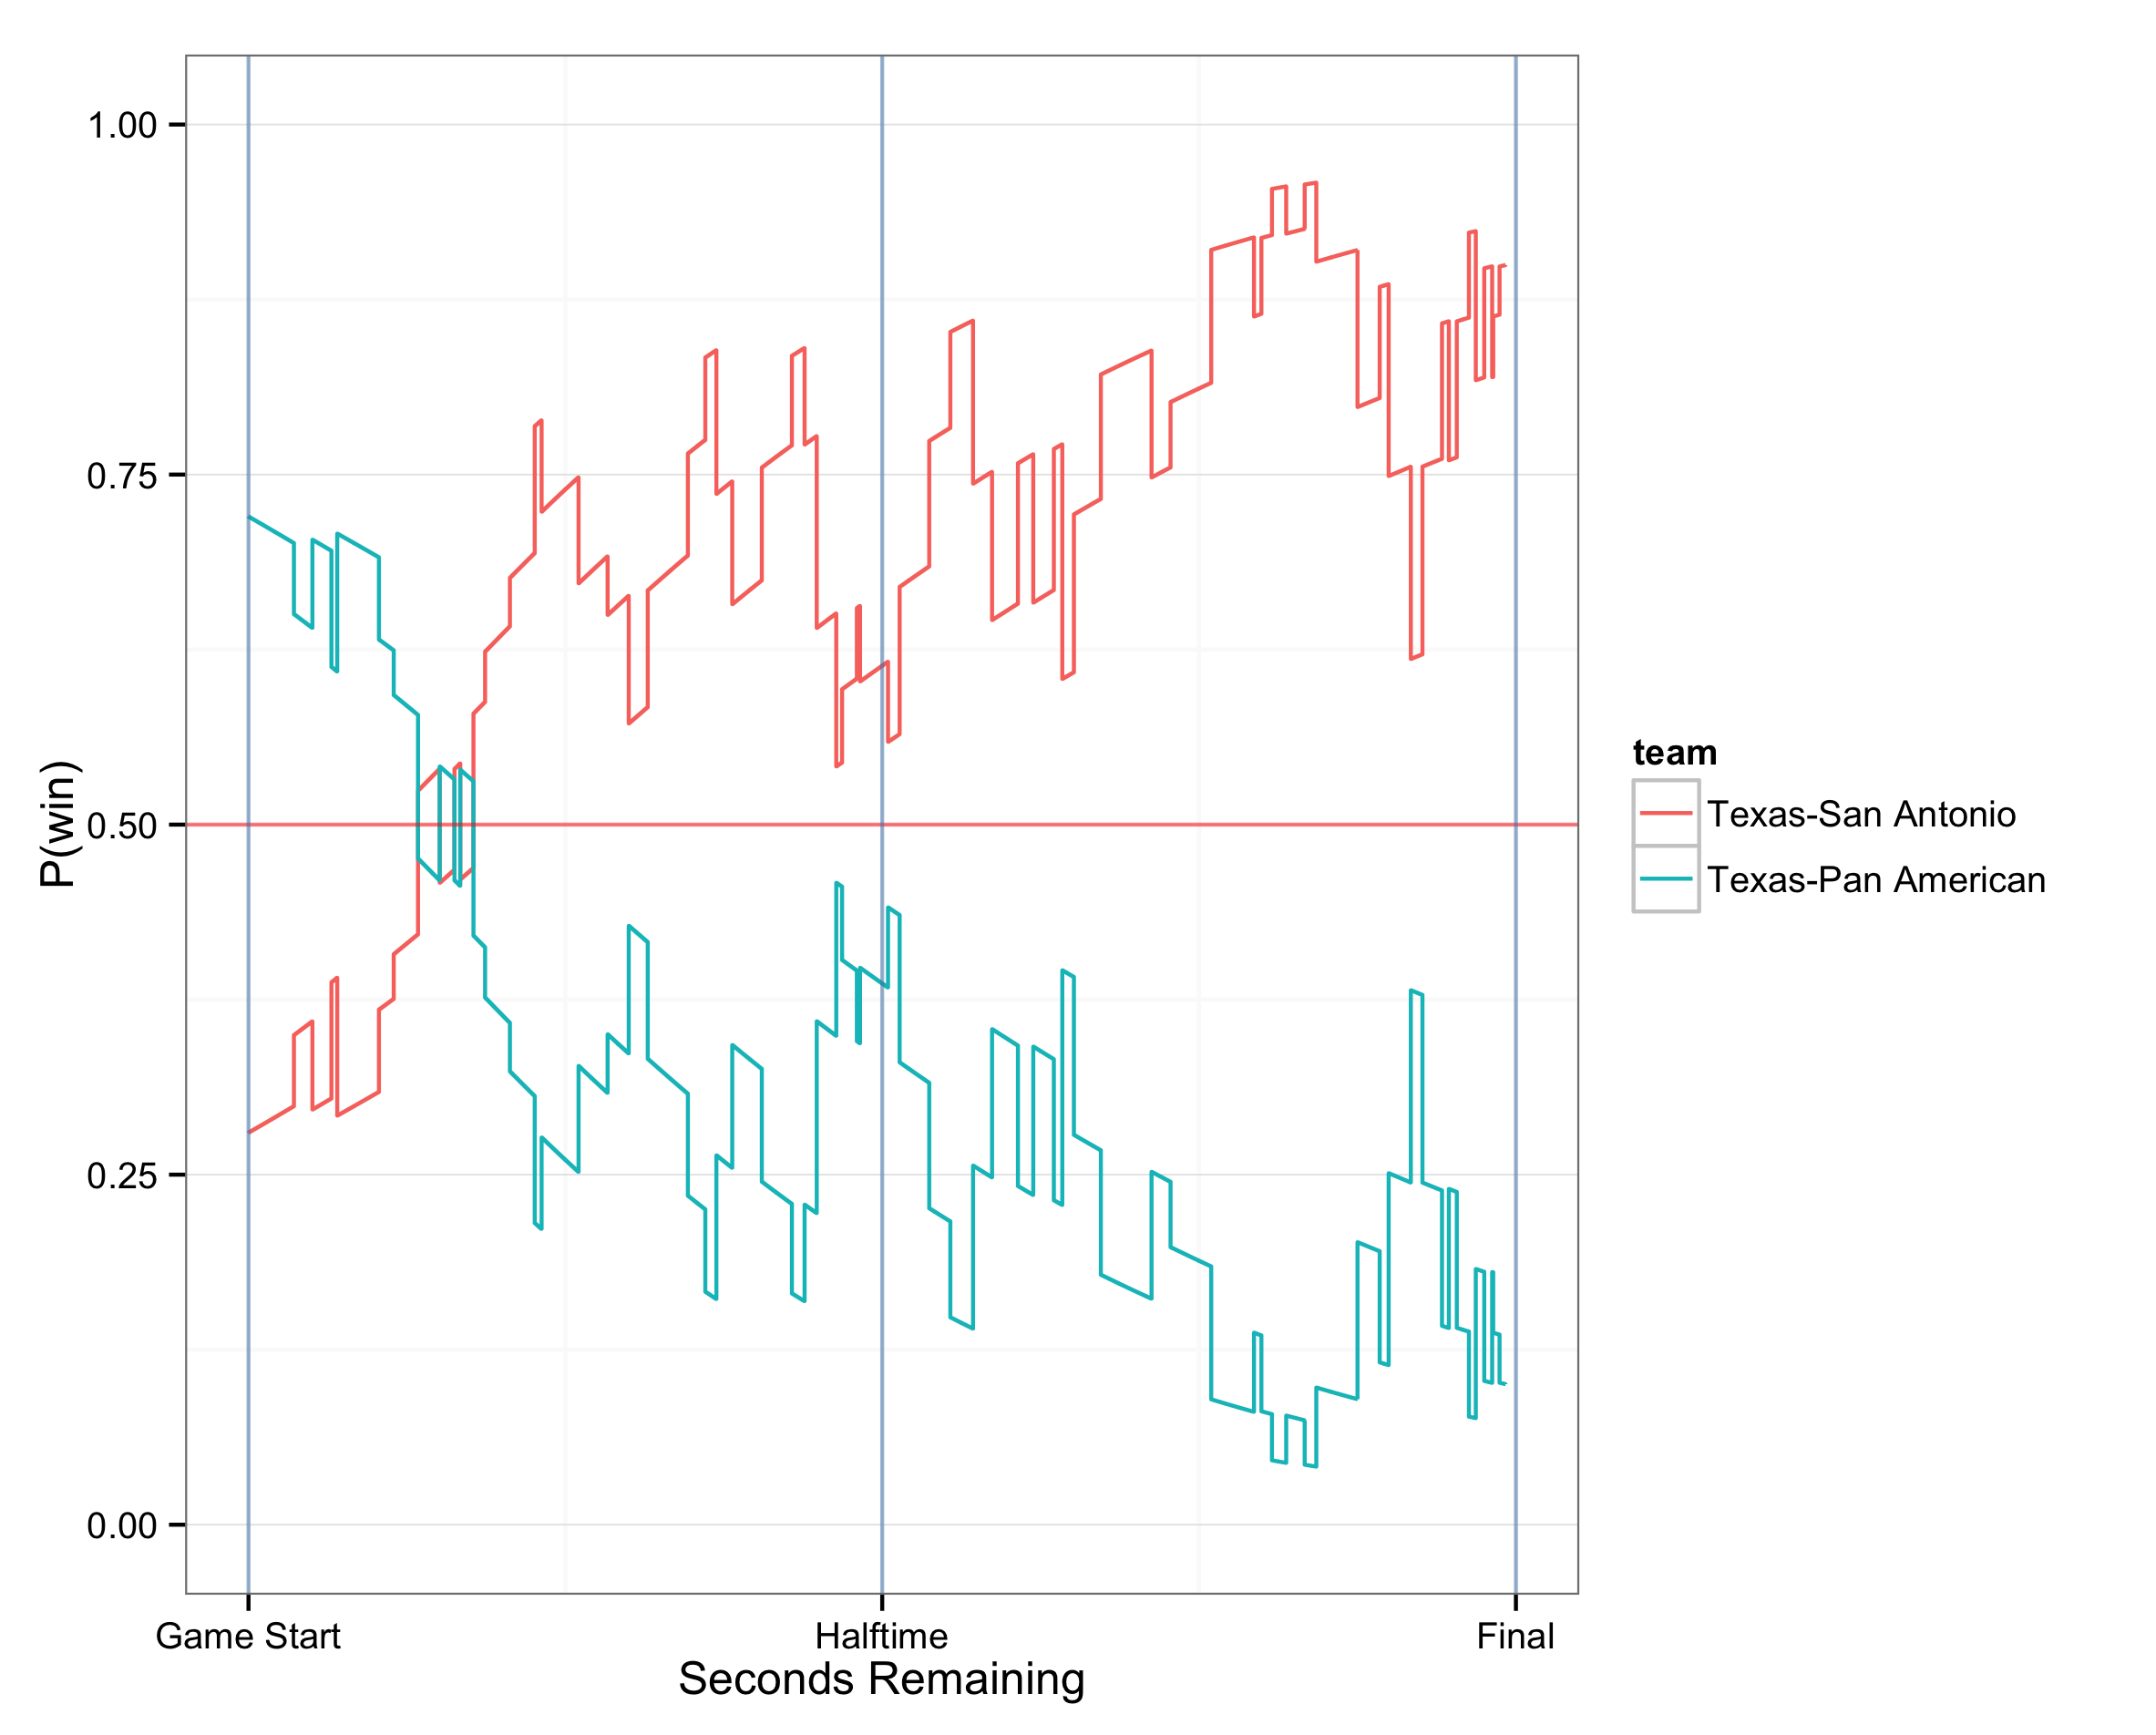 1.00
0.75
0.50
0.25
0.00
P(win)
Game Start
Halftime
Final
Seconds Remaining
team
Texas-San Antonio
Texas-Pan American